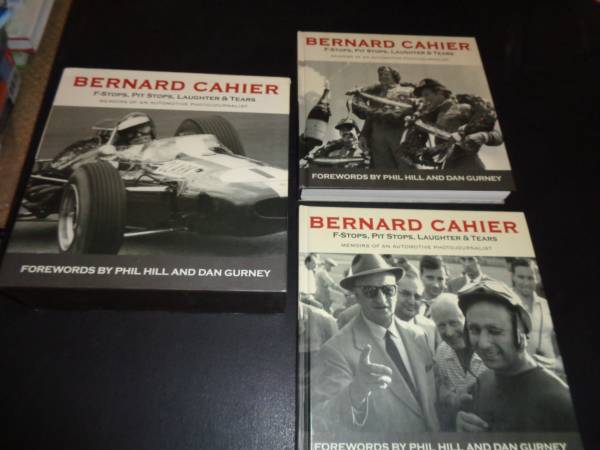 BERNARD CAHIER
F-Stops, Pit Stops, Laughter & Tears
MEMOIRS OF AN AUTOMOTIVE PHOTOJOURNALIST
FOREWORDS BY PHIL HILL AND DAN GURNEY
BERNARD CAHIER
F-Stops, Pit Stops, Laughter & Tears
MEMOIRS OF AN AUTOMOTIVE PHOTOJOURNALIST
FOREWORDS BY PHIL HILL AND DAN GURNEY
BERNARD CAHIER
F-Stops, Pit Stops, Laughter & Tears
MEMOIRS OF AN AUTOMOTIVE PHOTOJOURNALIST
FOREWORDS BY PHIL HILL AND DAN GURNEY